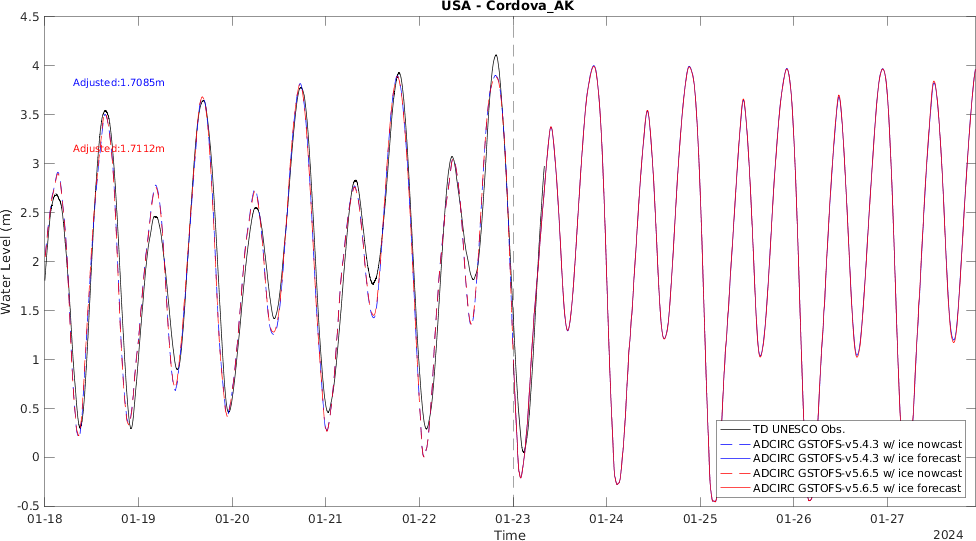 USA - Cordova_AK
4.5
4
3.5
3
2.5
2
1.5
1
0.5
0
-0.5
Water Level (m)
Adjusted:1.7085m
Adjusted:1.7112m
TD UNESCO Obs.
ADCIRC GSTOFS-v5.4.3 w/ ice nowcast
ADCIRC GSTOFS-v5.4.3 w/ ice forecast
ADCIRC GSTOFS-v5.6.5 w/ ice nowcast
ADCIRC GSTOFS-v5.6.5 w/ ice forecast
01-18 01-19 01-20 01-21 01-22 01-23 01-24 01-25 01-26 01-27
Time
2024